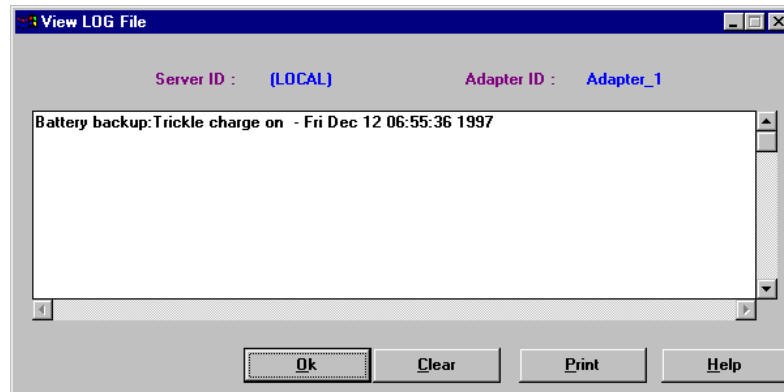 View LOG File
Server ID : (LOCAL) Adapter ID : Adapter_1
Battery backup:Trickle charge on - Fri Dec 12 06:55:36 1997
Ok Clear Print Help